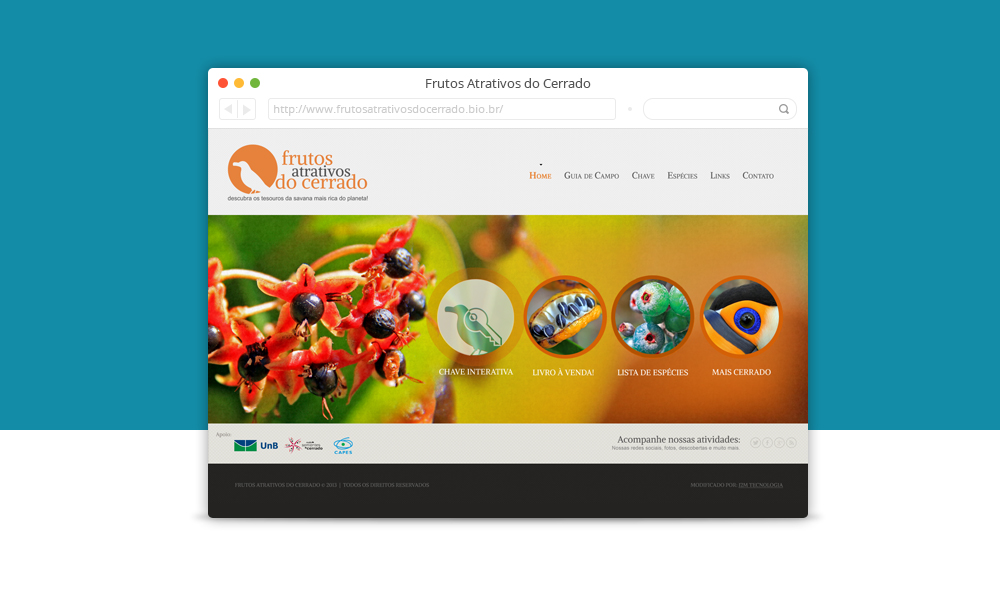 Frutos Atrativos do Cerrado
http://www.frutosatrativosdocerrado.bio.br/
frutos
atrativos
do cerrado
descubra os tesouros da savana mais rica do planeta!
Home Guia de Campo Chave Espécies Links Contato
CHAVE INTERATIVA LIVRO À VENDA! LISTA DE ESPÉCIES MAIS CERRADO
Apoio:
UnB
CAPES
Acompanhe nossas atividades:
Nossas redes sociais, fotos, descobertas e muito mais.
FRUTOS ATRATIVOS DO CERRADO © 2013 | TODOS OS DIREITOS RESERVADOS
MODIFICADO POR: IDM TECNOLOGIA